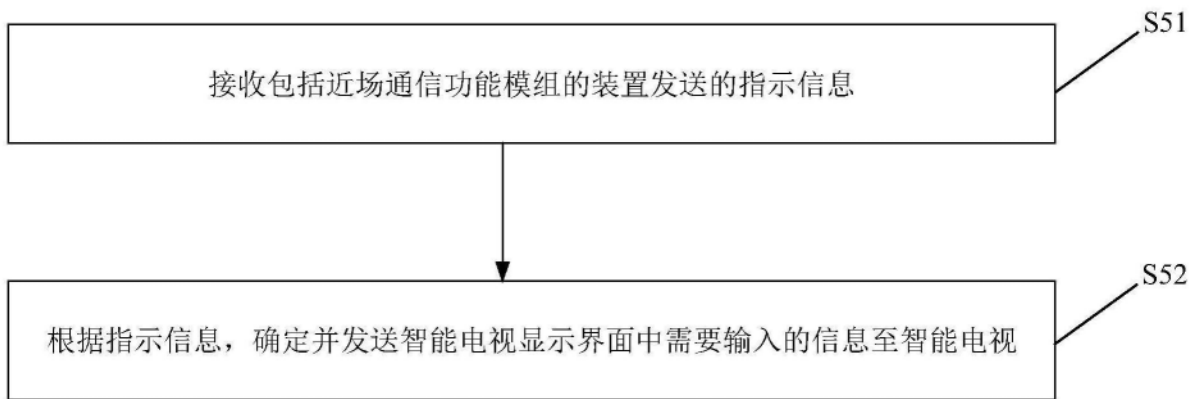 S51
接收包括近场通信功能模组的装置发送的指示信息
S52
根据指示信息，确定并发送智能电视显示界面中需要输入的信息至智能电视